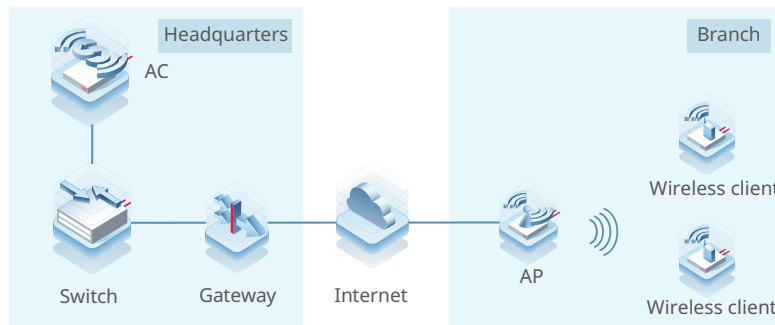 Headquarters
Branch
AC
Wireless client
Switch
Gateway
Internet
AP
Wireless client